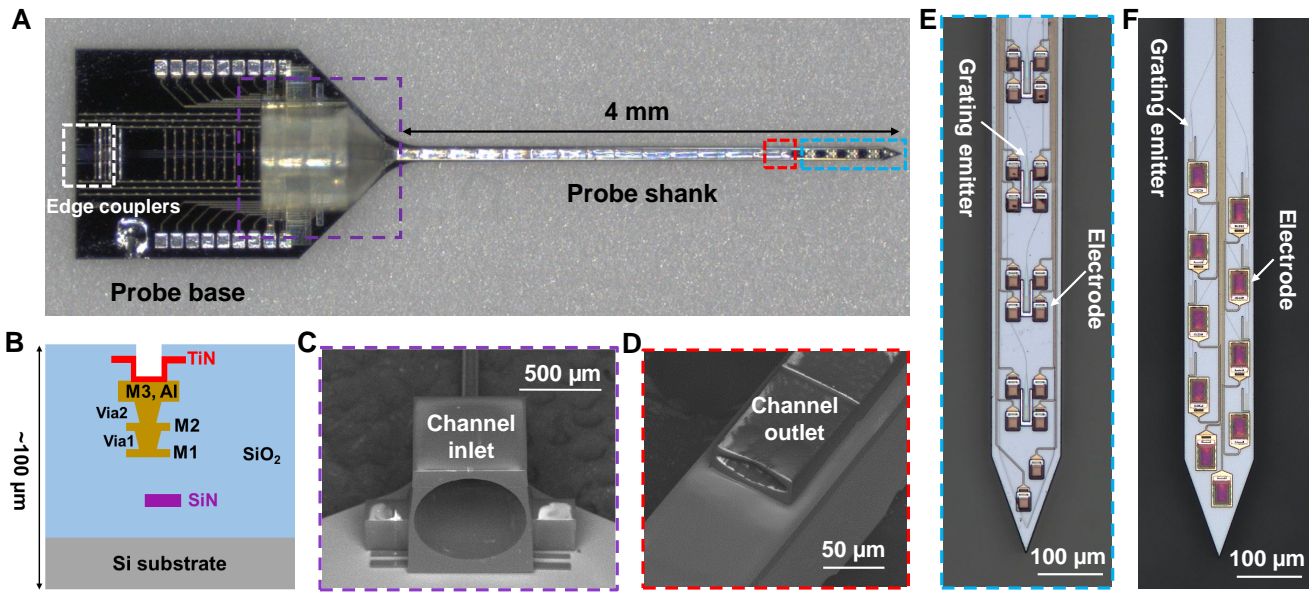 A
4 mm
Edge couplers
Probe shank
Probe base
B
TiN
M3, Al
Via2
M2
Via1
M1
SiO₂
SiN
Si substrate
~100 µm
C
500 µm
Channel
inlet
D
Channel
outlet
50 µm
E
Grating emitter
Electrode
100 µm
F
Grating emitter
Electrode
100 µm